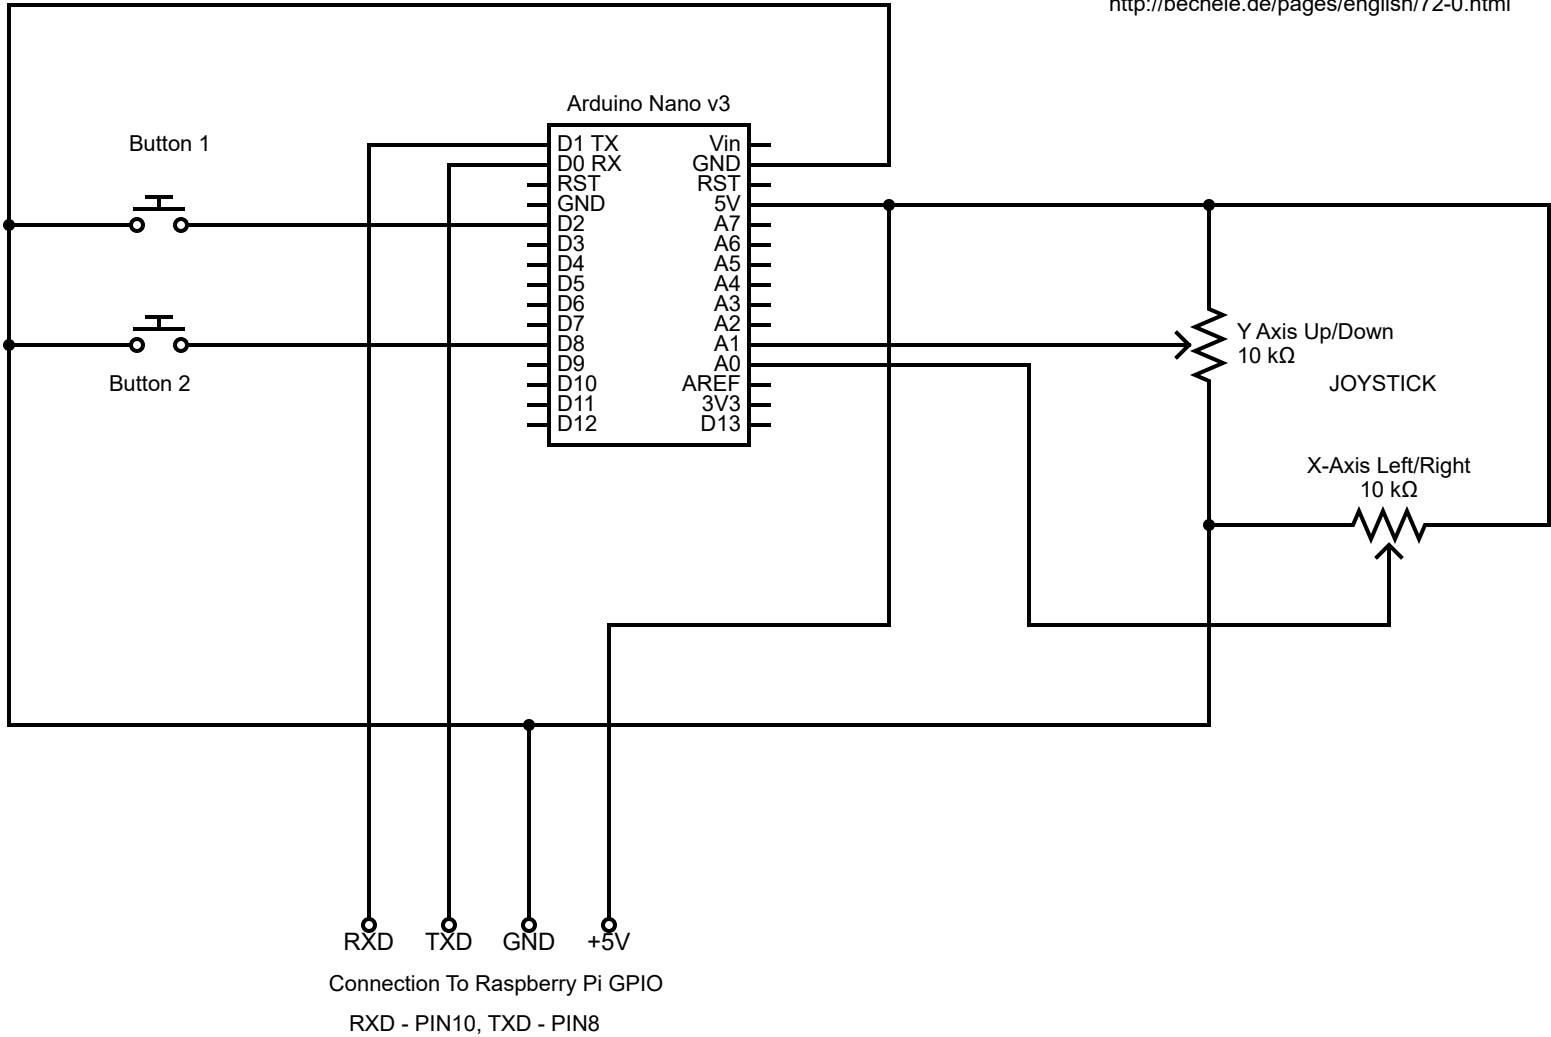 http://bechele.de/pages/english/72-0.html
Arduino Nano v3
Button 1
D1 TX
D0 RX
RST
GND
D2
D3
D4
D5
D6
D7
D8
D9
D10
D11
D12
Vin
GND
RST
5V
A7
A6
A5
A4
A3
A2
A1
A0
AREF
3V3
D13
Button 2
Y Axis Up/Down
10 kΩ
JOYSTICK
X-Axis Left/Right
10 kΩ
RXD TXD GND +5V
Connection To Raspberry Pi GPIO
RXD - PIN10, TXD - PIN8